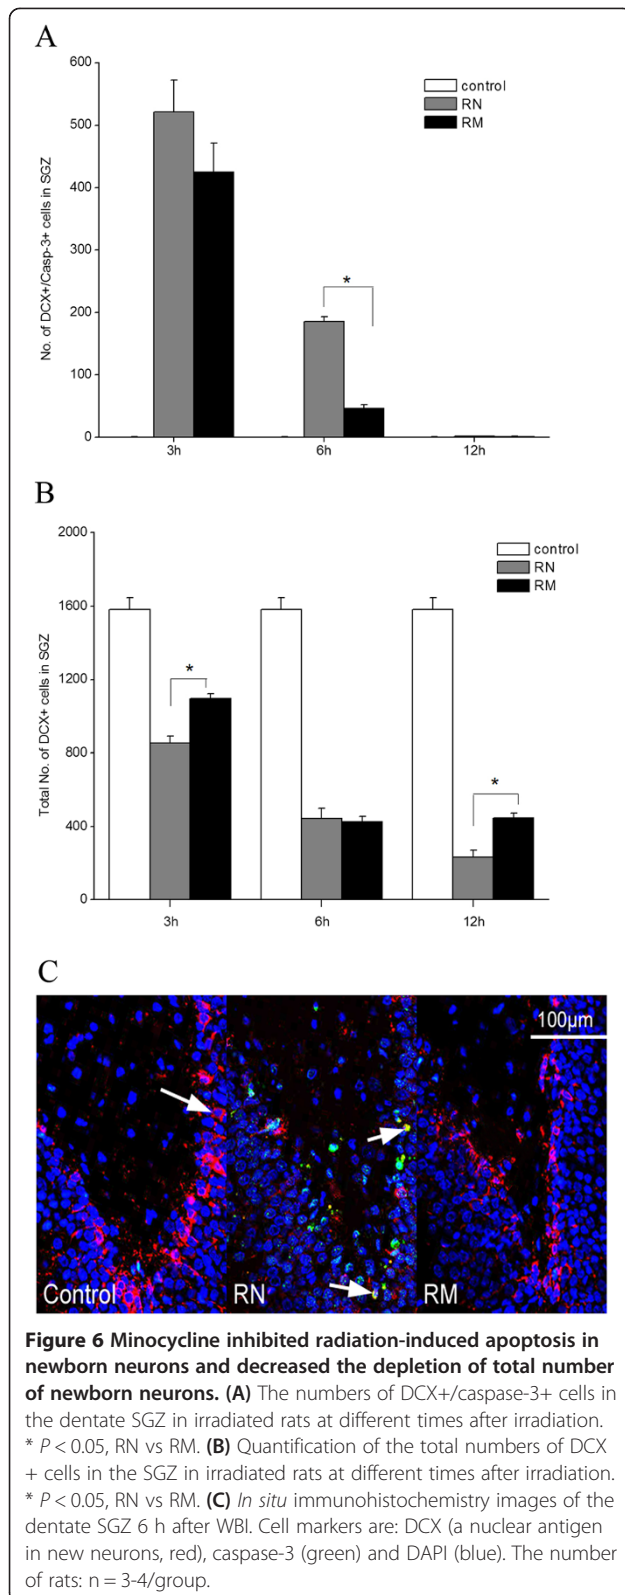 A
600
500
400
300
200
100
0
No. of DCX+/Casp-3+ cells in SGZ
control
RN
RM
*
3h
6h
12h
B
2000
1600
1200
800
400
0
Total No. of DCX+ cells in SGZ
control
RN
RM
*
*
3h
6h
12h
C
100μm
Control
RN
RM
Figure 6 Minocycline inhibited radiation-induced apoptosis in
newborn neurons and decreased the depletion of total number
of newborn neurons. (A) The numbers of DCX+/caspase-3+ cells in
the dentate SGZ in irradiated rats at different times after irradiation.
* P < 0.05, RN vs RM. (B) Quantification of the total numbers of DCX
+ cells in the SGZ in irradiated rats at different times after irradiation.
* P < 0.05, RN vs RM. (C) In situ immunohistochemistry images of the
dentate SGZ 6 h after WBI. Cell markers are: DCX (a nuclear antigen
in new neurons, red), caspase-3 (green) and DAPI (blue). The number
of rats: n = 3-4/group.